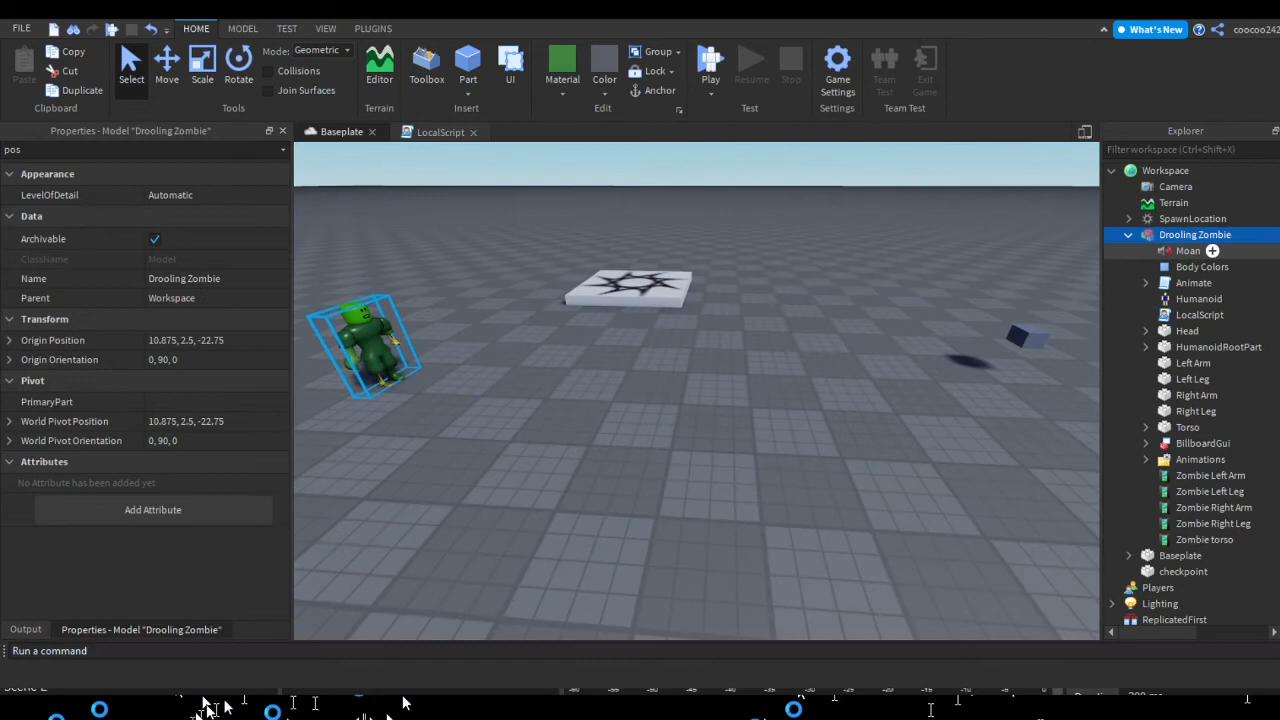 FILE HOME MODEL TEST VIEW PLUGINS What's New coocoo242
Paste Copy Cut Duplicate Select Move Scale Rotate Mode: Geometric Collisions Join Surfaces Editor Toolbox Part UI Material Color Group Lock Anchor Play Resume Stop Game Settings Team Test Exit Game
Clipboard Tools Terrain Insert Edit Test Settings Team Test
Properties - Model "Drooling Zombie"
pos
Appearance
LevelOfDetail Automatic
Data
Archivable
ClassName Model
Name Drooling Zombie
Parent Workspace
Transform
Origin Position 10.875, 2.5, -22.75
Origin Orientation 0, 90, 0
Pivot
PrimaryPart
World Pivot Position 10.875, 2.5, -22.75
World Pivot Orientation 0, 90, 0
Attributes
No Attribute has been added yet
Add Attribute
Output Properties - Model "Drooling Zombie"
Run a command
Baseplate LocalScript
Explorer
Filter workspace (Ctrl+Shift+X)
Workspace
Camera
Terrain
SpawnLocation
Drooling Zombie
Moan
Body Colors
Animate
Humanoid
LocalScript
Head
HumanoidRootPart
Left Arm
Left Leg
Right Arm
Right Leg
Torso
BillboardGui
Animations
Zombie Left Arm
Zombie Left Leg
Zombie Right Arm
Zombie Right Leg
Zombie torso
Baseplate
checkpoint
Players
Lighting
ReplicatedFirst